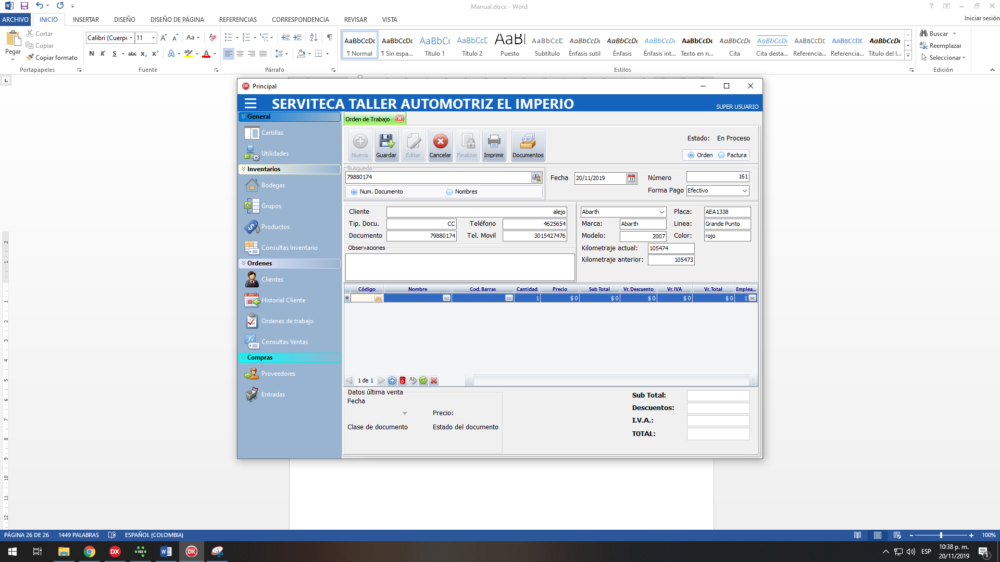 Manual.docx - Word
ARCHIVO INICIO INSERTAR DISEÑO DISEÑO DE PÁGINA REFERENCIAS CORRESPONDENCIA REVISAR VISTA
Iniciar sesión
Pegar
Cortar
Copiar
Copiar formato
Portapapeles
Calibri (Cuerpo 11
N K S abc x₂ x²
Fuente
Párrafo
AaBbCcDc AaBbCcDc AaBbCc AaBbCcD AaBl AaBbCcD AaBbCcDc AaBbCcDc AaBbCcDc AaBbCcDc AaBbCcDc AaBbCcDc AABBCCDE AABBCCDE AaBbCcDc
¶ Normal ¶ Sin espa... Título 1 Título 2 Puesto Subtítulo Énfasis sutil Énfasis Énfasis int... Texto en n... Cita Cita desta... Referencia... Referencia... Título del l...
Estilos
Buscar
Reemplazar
Seleccionar
Edición
Principal
SERVITECA TALLER AUTOMOTRIZ EL IMPERIO
SUPER USUARIO
General
Cartillas
Utilidades
Inventarios
Bodegas
Grupos
Productos
Consultas Inventario
Ordenes
Clientes
Historial Cliente
Ordenes de trabajo
Consultas Ventas
Compras
Proveedores
Entradas
Orden de Trabajo
Nuevo Guardar Editar Cancelar Finalizar Imprimir Documentos
Estado: En Proceso
Orden Factura
Busqueda
79880174
Num. Documento Nombres
Fecha 20/11/2019
Número 161
Forma Pago Efectivo
Cliente alejo
Tip. Docu. CC Teléfono 4625654
Documento 79880174 Tel. Movil 3015427476
Observaciones
Abarth Placa: AEA1338
Marca: Abarth Linea: Grande Punto
Modelo: 2007 Color: rojo
Kilometraje actual: 105474
Kilometraje anterior: 105473
Código Nombre Cod. Barras Cantidad Precio Sub Total Vr. Descuento Vr. IVA Vr. Total Emplea...
1 $ 0 $ 0 $ 0 $ 0 $ 0 1
1 de 1
Datos última venta
Fecha
Precio:
Clase de documento Estado del documento
Sub Total:
Descuentos:
I.V.A.:
TOTAL:
PÁGINA 26 DE 26 1449 PALABRAS ESPAÑOL (COLOMBIA)
100%
ESP
10:38 p. m.
20/11/2019
1